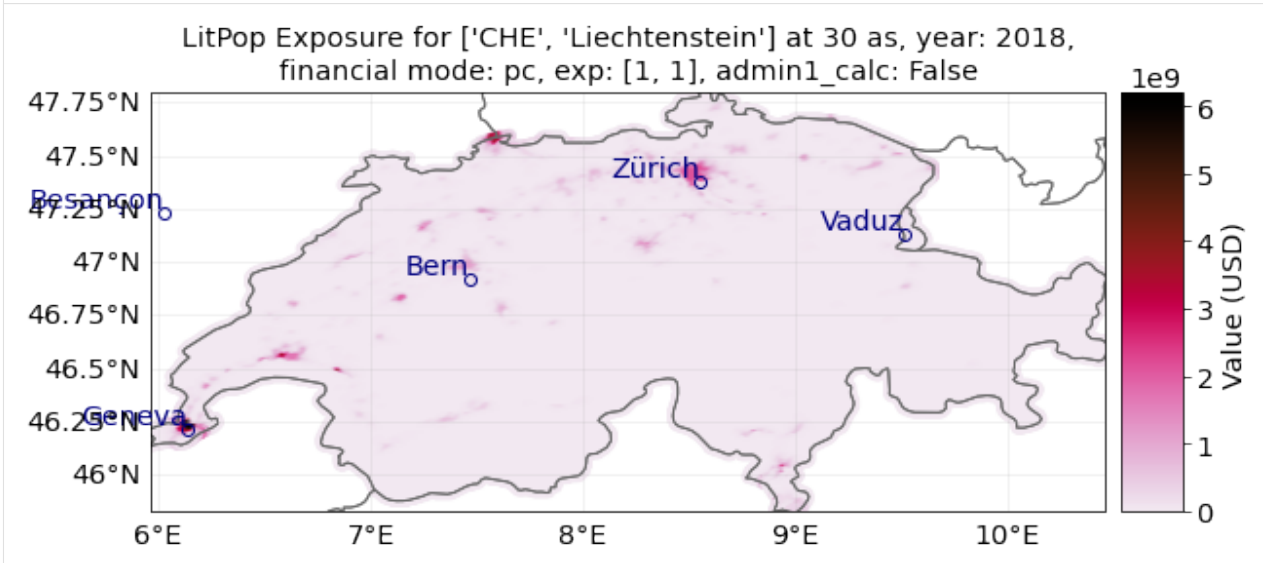 LitPop Exposure for ['CHE', 'Liechtenstein'] at 30 as, year: 2018,
financial mode: pc, exp: [1, 1], admin1_calc: False
1e9
47.75°N
47.5°N
47.25°N
47°N
46.75°N
46.5°N
46.25°N
46°N
Besançon
Zürich
Vaduz
Bern
Geneva
6°E
7°E
8°E
9°E
10°E
6
5
4
3
2
1
0
Value (USD)